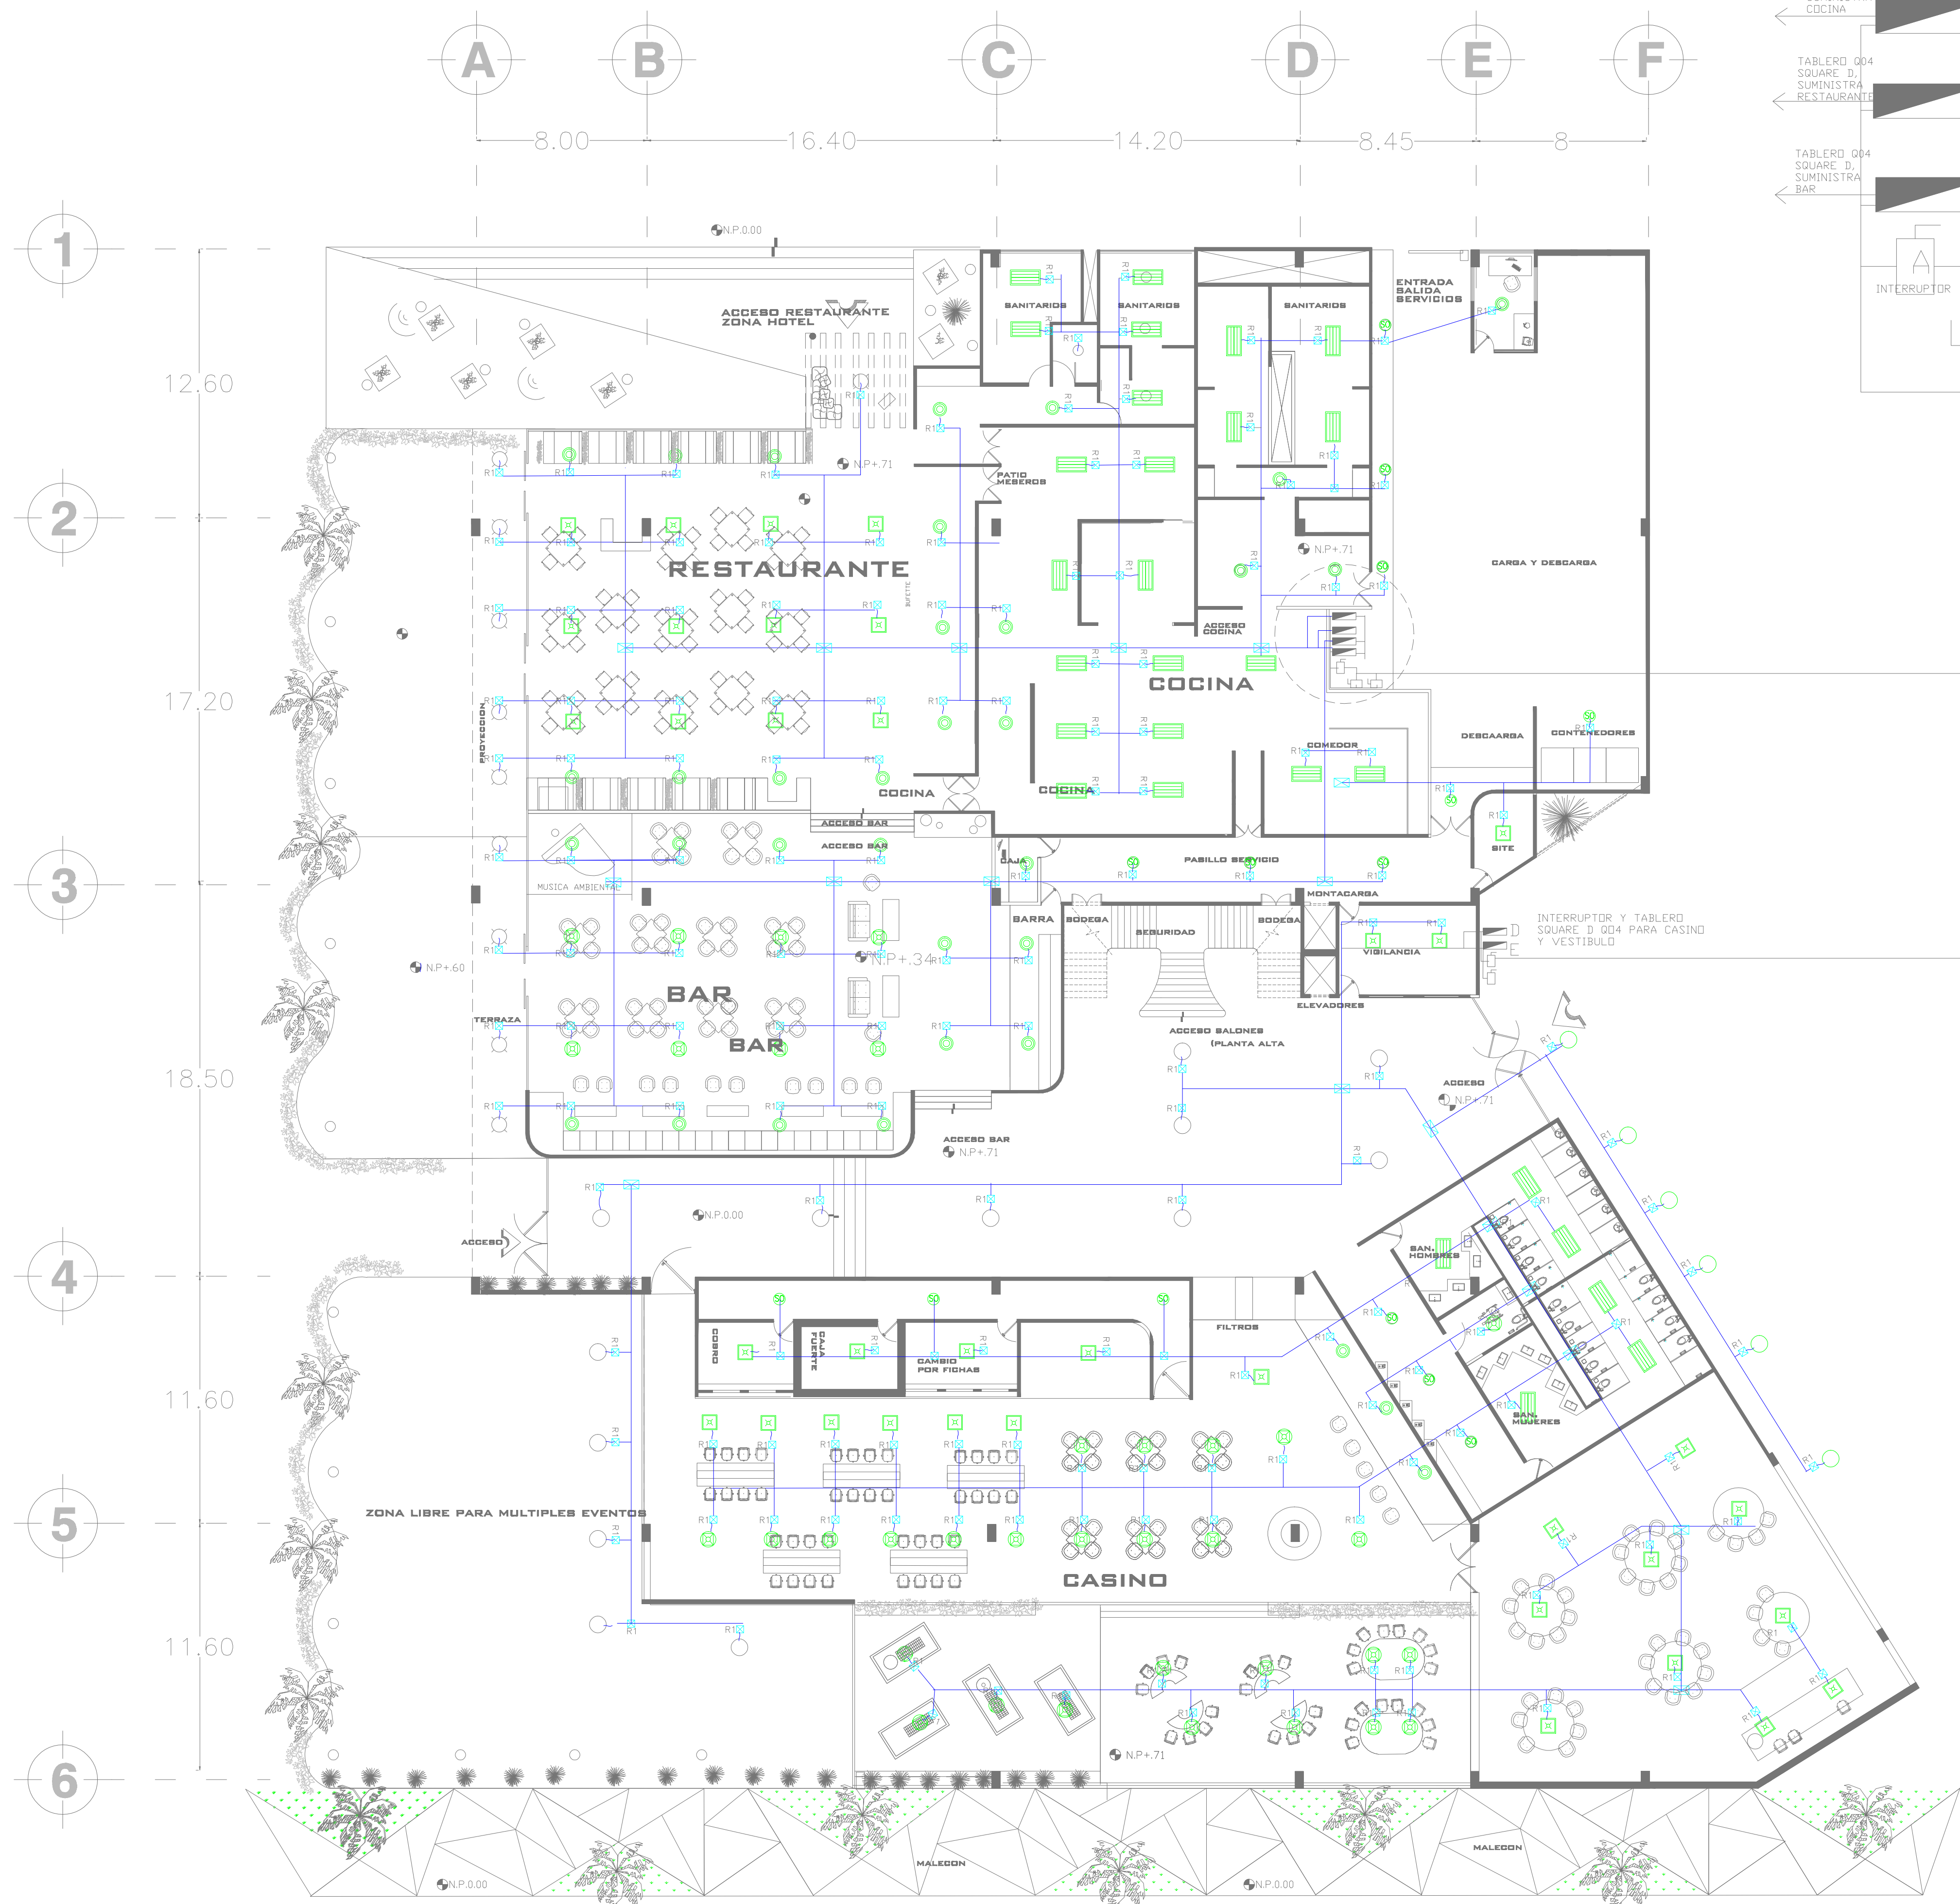 COCINA
TABLERO Q04
SQUARE D,
SUMINISTRA
RESTAURANTE
TABLERO Q04
SQUARE D,
SUMINISTRA
BAR
A
INTERRUPTOR
A B C D E F
8.00 16.40 14.20 8.45 8
1
12.60
2
17.20
3
18.50
4
11.60
5
11.60
6
N.P.0.00
ACCESO RESTAURANTE
ZONA HOTEL
SANITARIOS
SANITARIOS
SANITARIOS
ENTRADA
SALIDA
SERVICIOS
N.P+.71
PATIO
MESEROS
RESTAURANTE
BUFETTE
N.P+.71
CARGA Y DESCARGA
ACCESO
COCINA
COCINA
PROYECCION
COMEDOR
DESCAARGA
CONTENEDORES
COCINA
COCINA
ACCESO BAR
ACCESO BAR
CAJA
PASILLO SERVICIO
SITE
MUSICA AMBIENTAL
MONTACARGA
BARRA
BODEGA
SEGURIDAD
BODEGA
VIGILANCIA
D
E
INTERRUPTOR Y TABLERO
SQUARE D QO4 PARA CASINO
Y VESTIBULO
N.P+.60
N.P+.34
BAR
TERRAZA
BAR
ELEVADORES
ACCESO BALONES
(PLANTA ALTA
ACCESO
N.P+.71
ACCESO BAR
N.P+.71
N.P.0.00
ACCESO
SAN.
HOMBRES
COBRO
CAJA
FUERTE
CAMBIO
POR FICHAS
FILTROS
SAN.
MUJERES
ZONA LIBRE PARA MULTIPLES EVENTOS
CASINO
N.P+.71
MALECON
MALECON
N.P.0.00
N.P.0.00